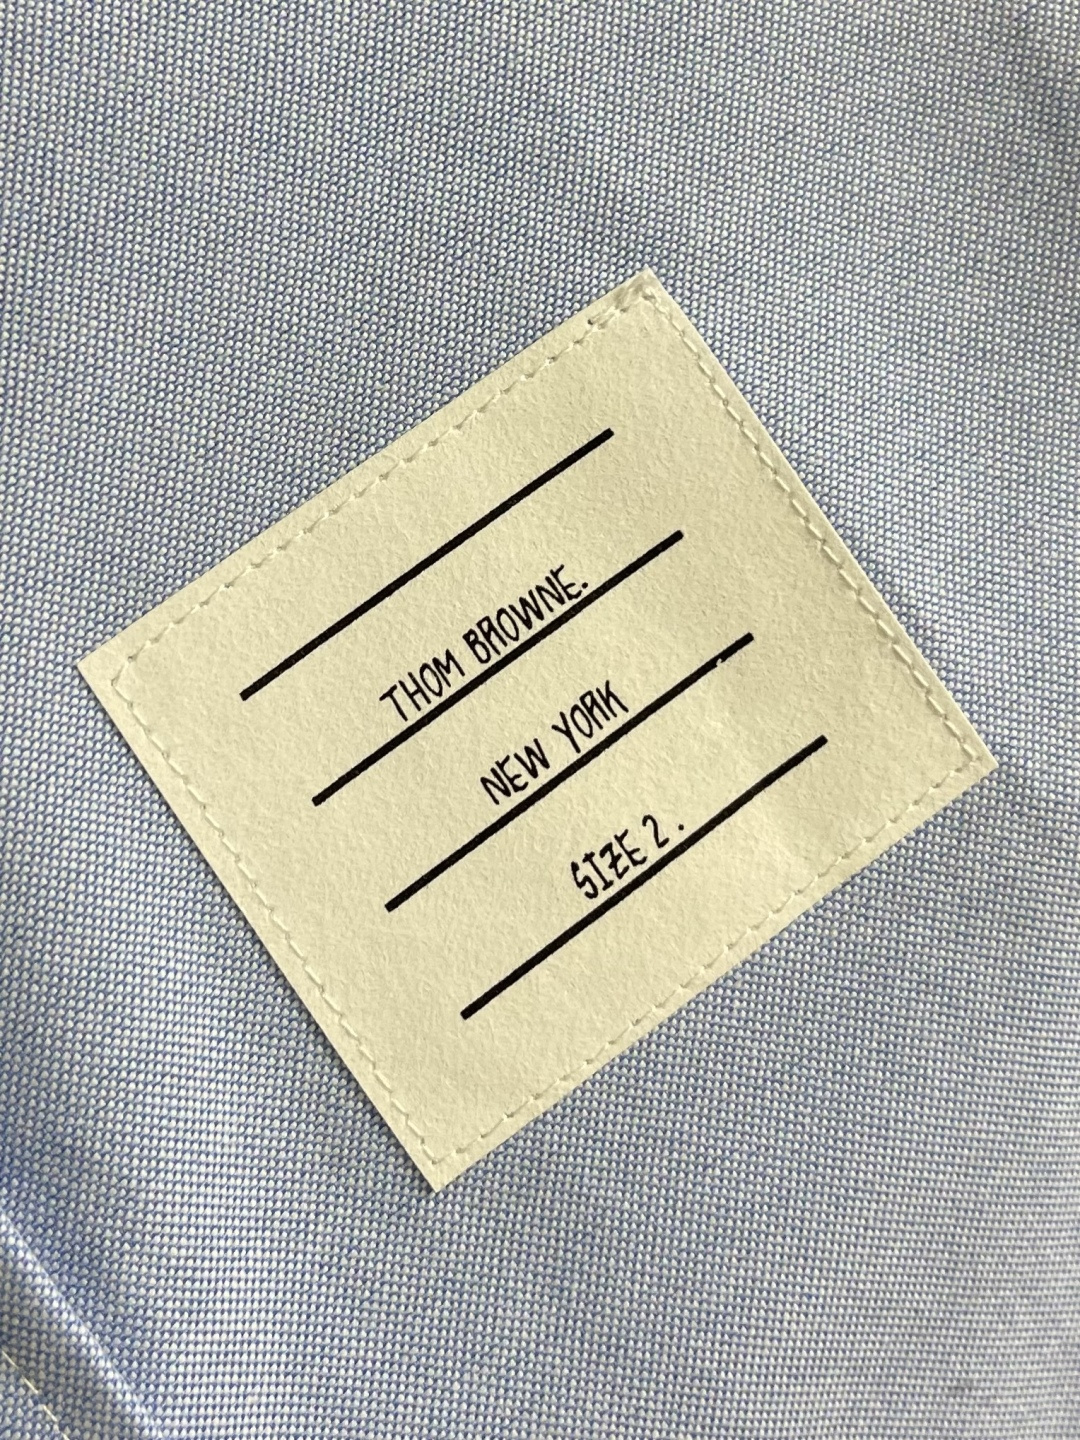 THOM BROWNE.
NEW YORK
SIZE 2.